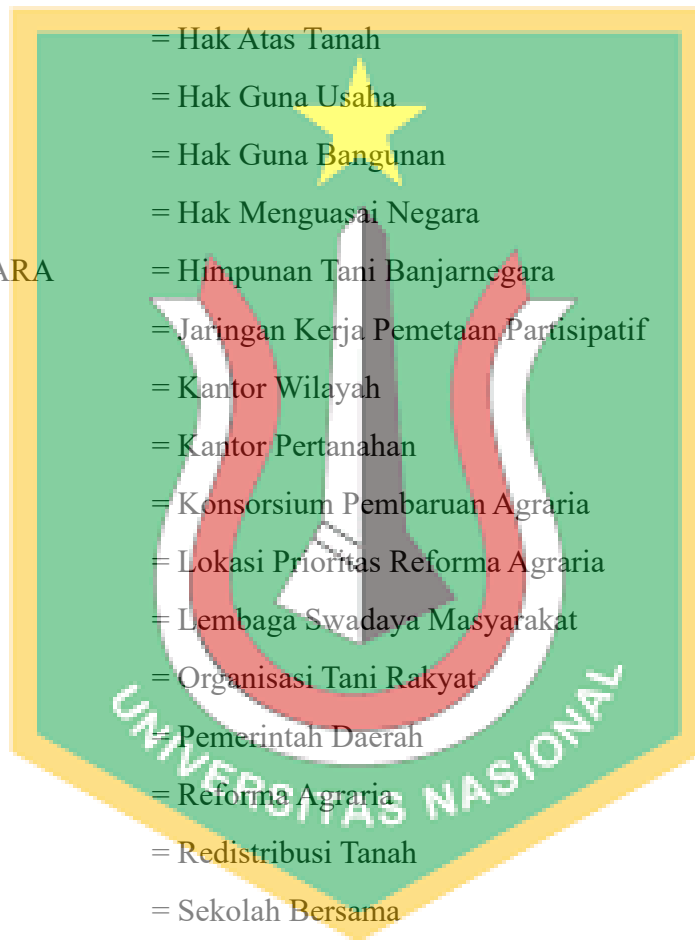 = Hak Atas Tanah
= Hak Guna Usaha
= Hak Guna Bangunan
= Hak Menguasai Negara
ARA = Himpunan Tani Banjarnegara
= Jaringan Kerja Pemetaan Partisipatif
= Kantor Wilayah
= Kantor Pertanahan
= Konsorsium Pembaruan Agraria
= Lokasi Prioritas Reforma Agraria
= Lembaga Swadaya Masyarakat
= Organisasi Tani Rakyat
= Pemerintah Daerah
= Reforma Agraria
= Redistribusi Tanah
= Sekolah Bersama
UNIVERSITAS NASIONAL